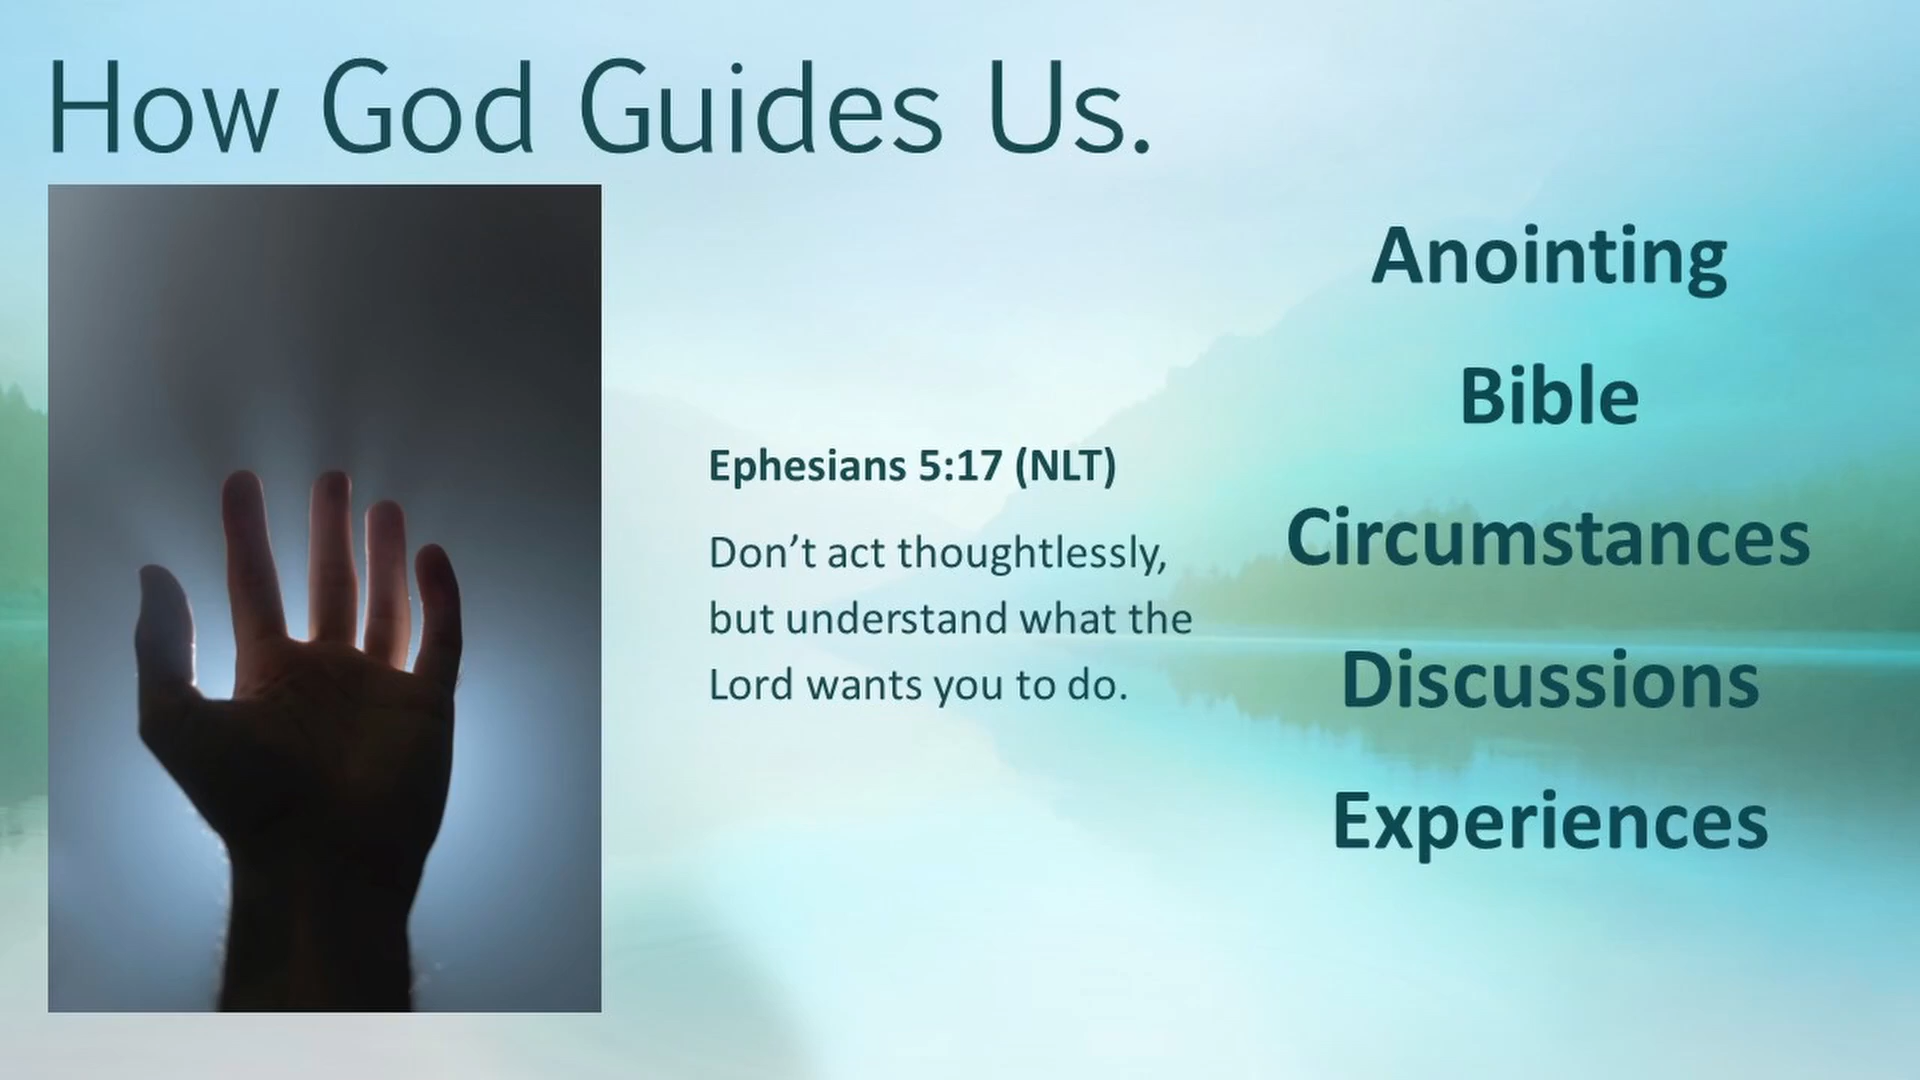 How God Guides Us.
Ephesians 5:17 (NLT)
Don’t act thoughtlessly,
but understand what the
Lord wants you to do.
Anointing
Bible
Circumstances
Discussions
Experiences